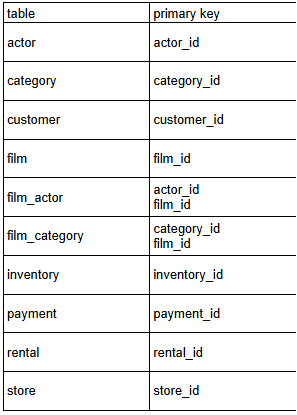 table primary key
actor actor_id
category category_id
customer customer_id
film film_id
film_actor actor_id
film_id
film_category category_id
film_id
inventory inventory_id
payment payment_id
rental rental_id
store store_id